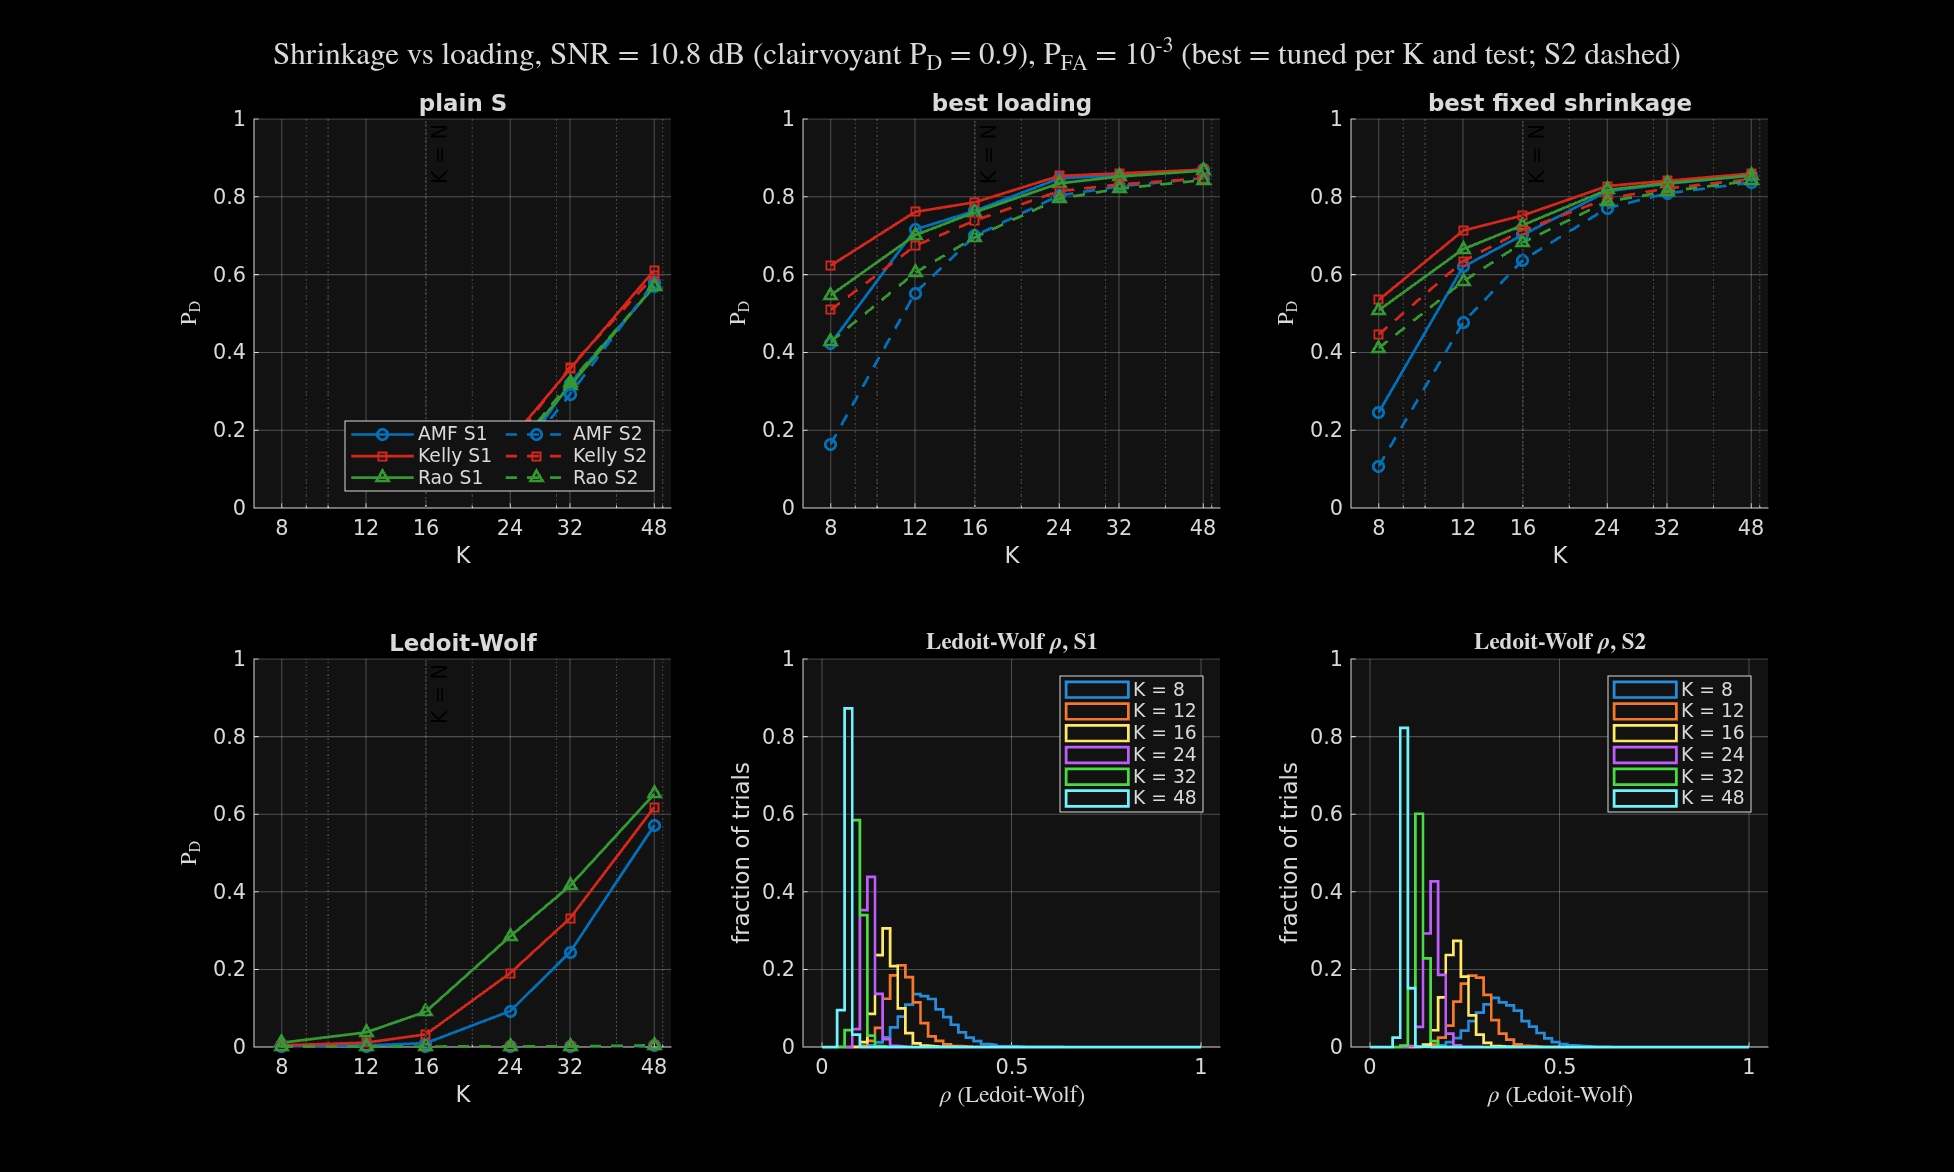 Shrinkage vs loading, SNR = 10.8 dB (clairvoyant P_D = 0.9), P_FA = 10^-3 (best = tuned per K and test; S2 dashed)
plain S
1
0.8
0.6
0.4
0.2
0
P_D
K = N
AMF S1
AMF S2
Kelly S1
Kelly S2
Rao S1
Rao S2
8 12 16 24 32 48
K
best loading
1
0.8
0.6
0.4
0.2
0
P_D
K = N
8 12 16 24 32 48
K
best fixed shrinkage
1
0.8
0.6
0.4
0.2
0
P_D
K = N
8 12 16 24 32 48
K
Ledoit-Wolf
1
0.8
0.6
0.4
0.2
0
P_D
K = N
8 12 16 24 32 48
K
Ledoit-Wolf ρ, S1
1
0.8
0.6
0.4
0.2
0
fraction of trials
K = 8
K = 12
K = 16
K = 24
K = 32
K = 48
0 0.5 1
ρ (Ledoit-Wolf)
Ledoit-Wolf ρ, S2
1
0.8
0.6
0.4
0.2
0
fraction of trials
K = 8
K = 12
K = 16
K = 24
K = 32
K = 48
0 0.5 1
ρ (Ledoit-Wolf)